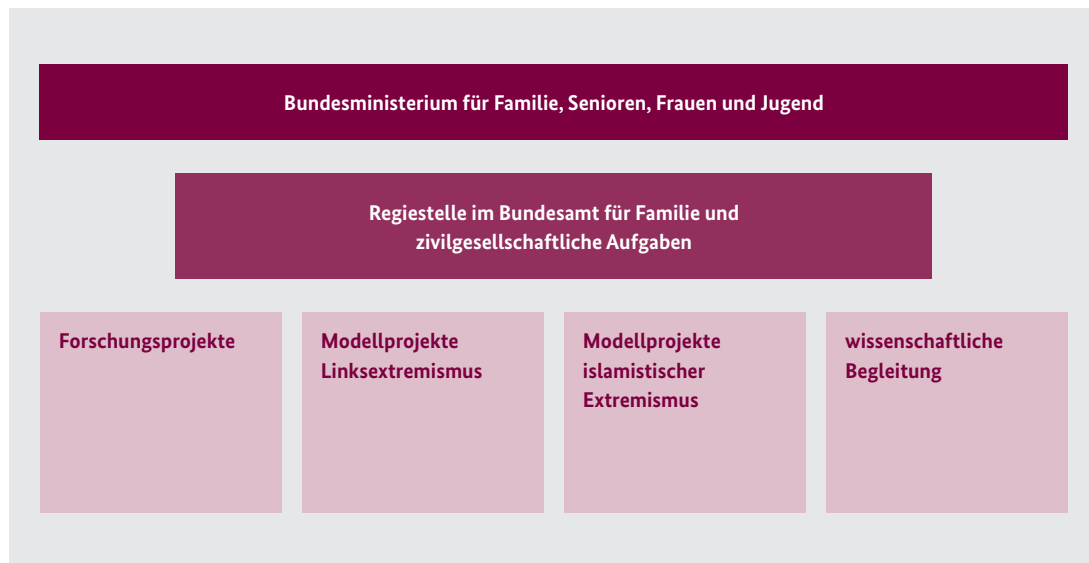 Bundesministerium für Familie, Senioren, Frauen und Jugend
Regiestelle im Bundesamt für Familie und
zivilgesellschaftliche Aufgaben
Forschungsprojekte
Modellprojekte
Linksextremismus
Modellprojekte
islamistischer
Extremismus
wissenschaftliche
Begleitung